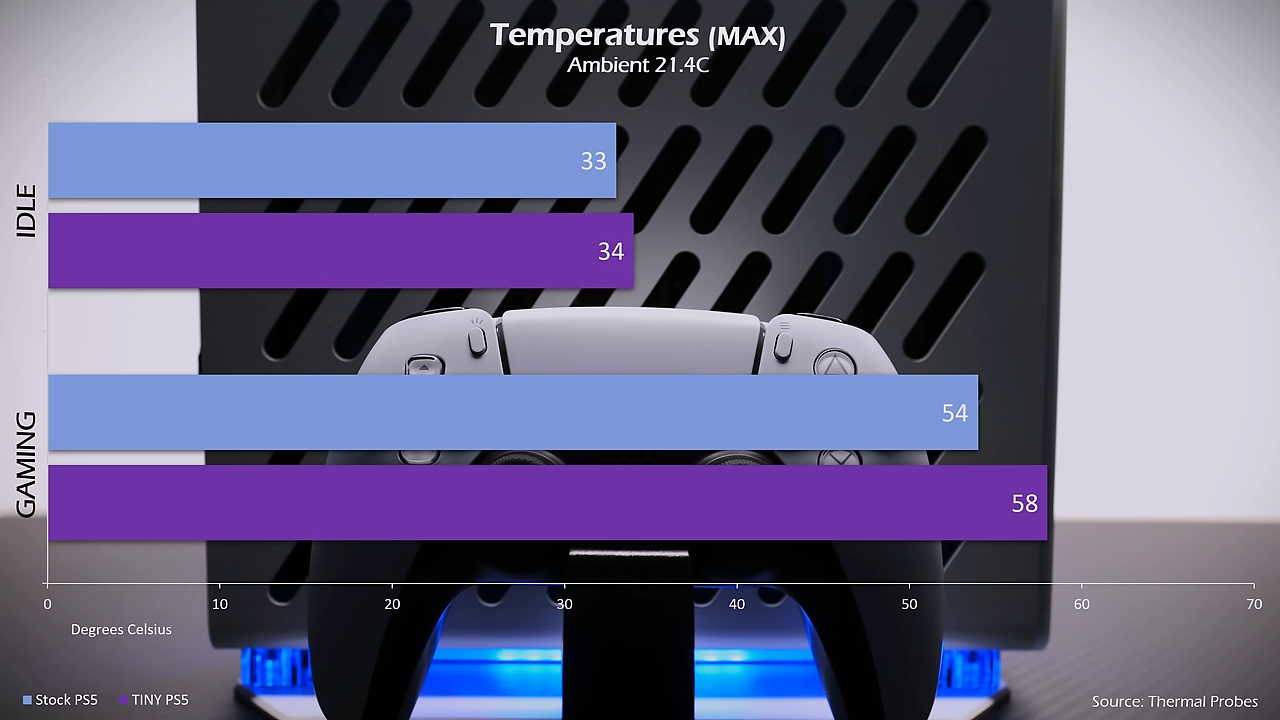 Temperatures (MAX)
Ambient 21.4C
IDLE
33
34
GAMING
54
58
0 10 20 30 40 50 60 70
Degrees Celsius
Stock PS5 TINY PS5
Source: Thermal Probes